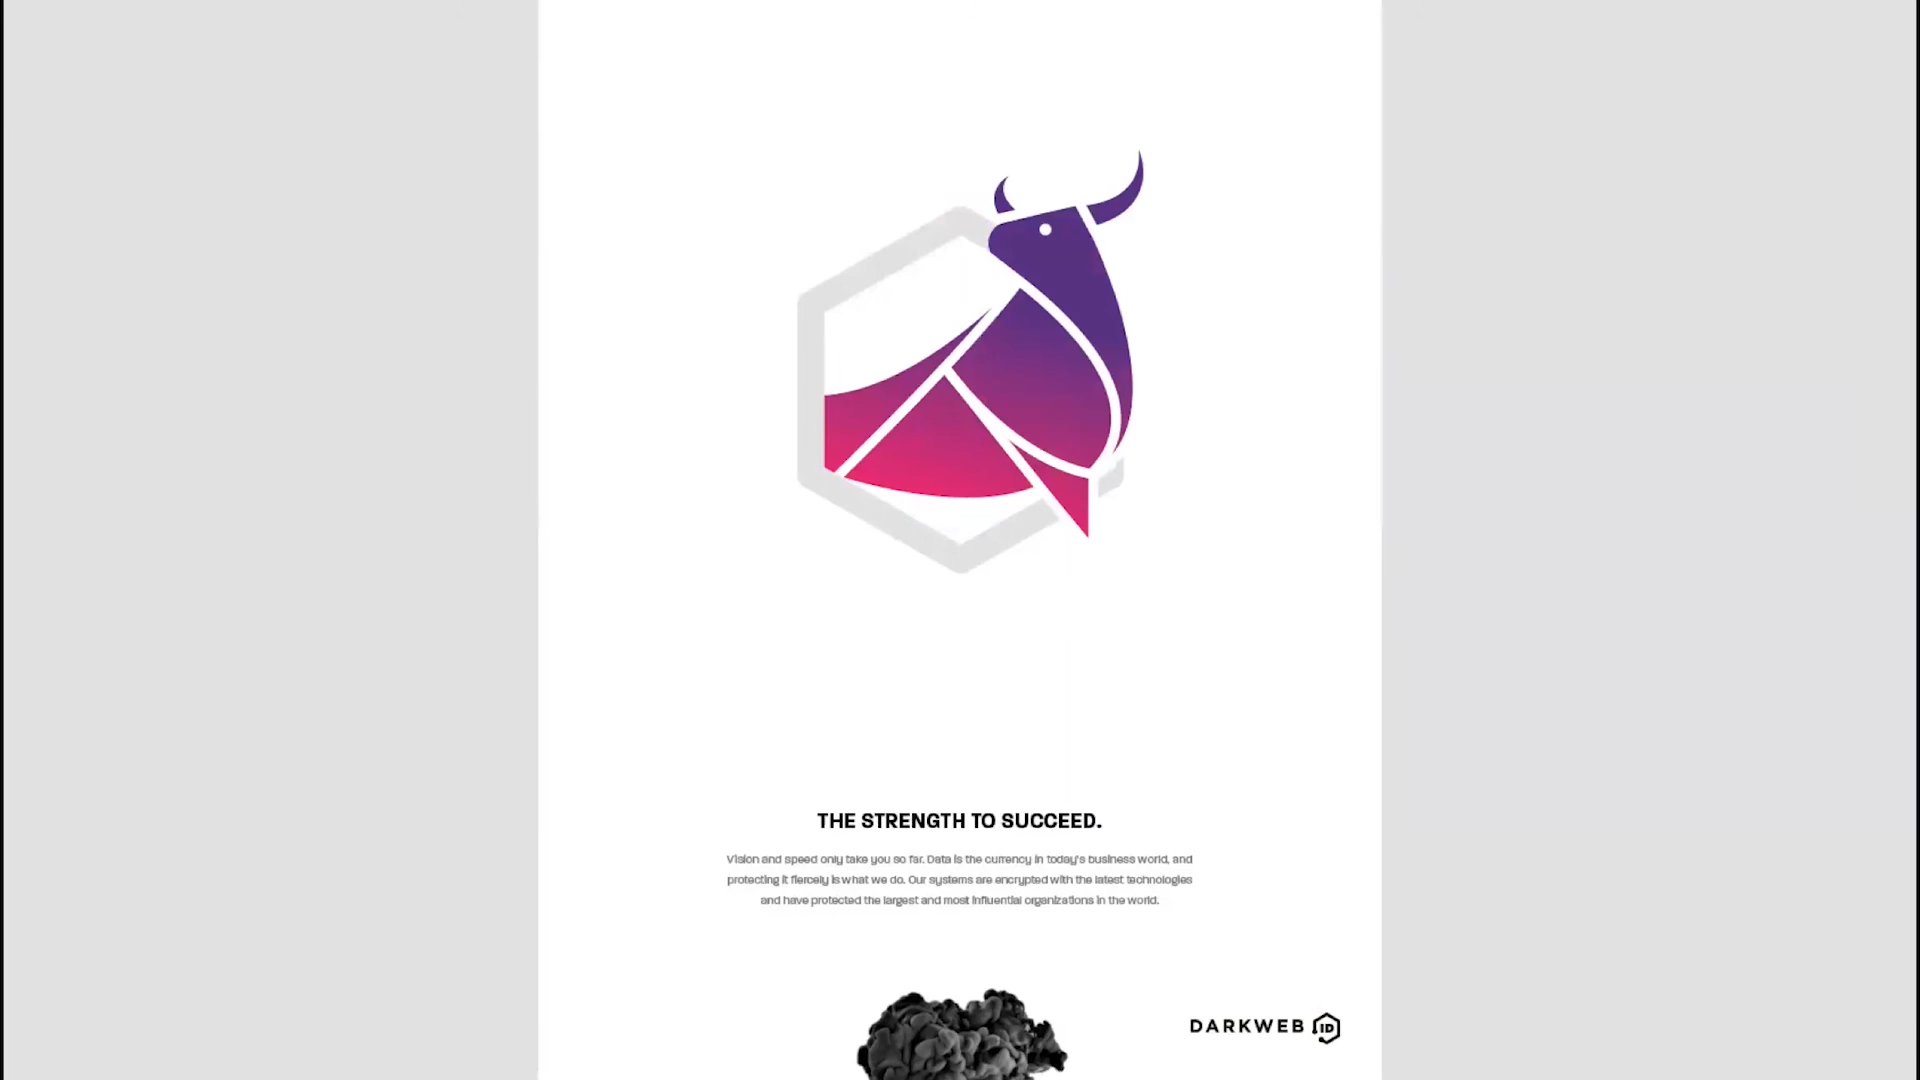 THE STRENGTH TO SUCCEED.
Vision and speed only take you so far. Data is the currency in today's business world, and
protecting it fiercely is what we do. Our systems are encrypted with the latest technologies
and have protected the largest and most influential organizations in the world.
DARKWEB ID